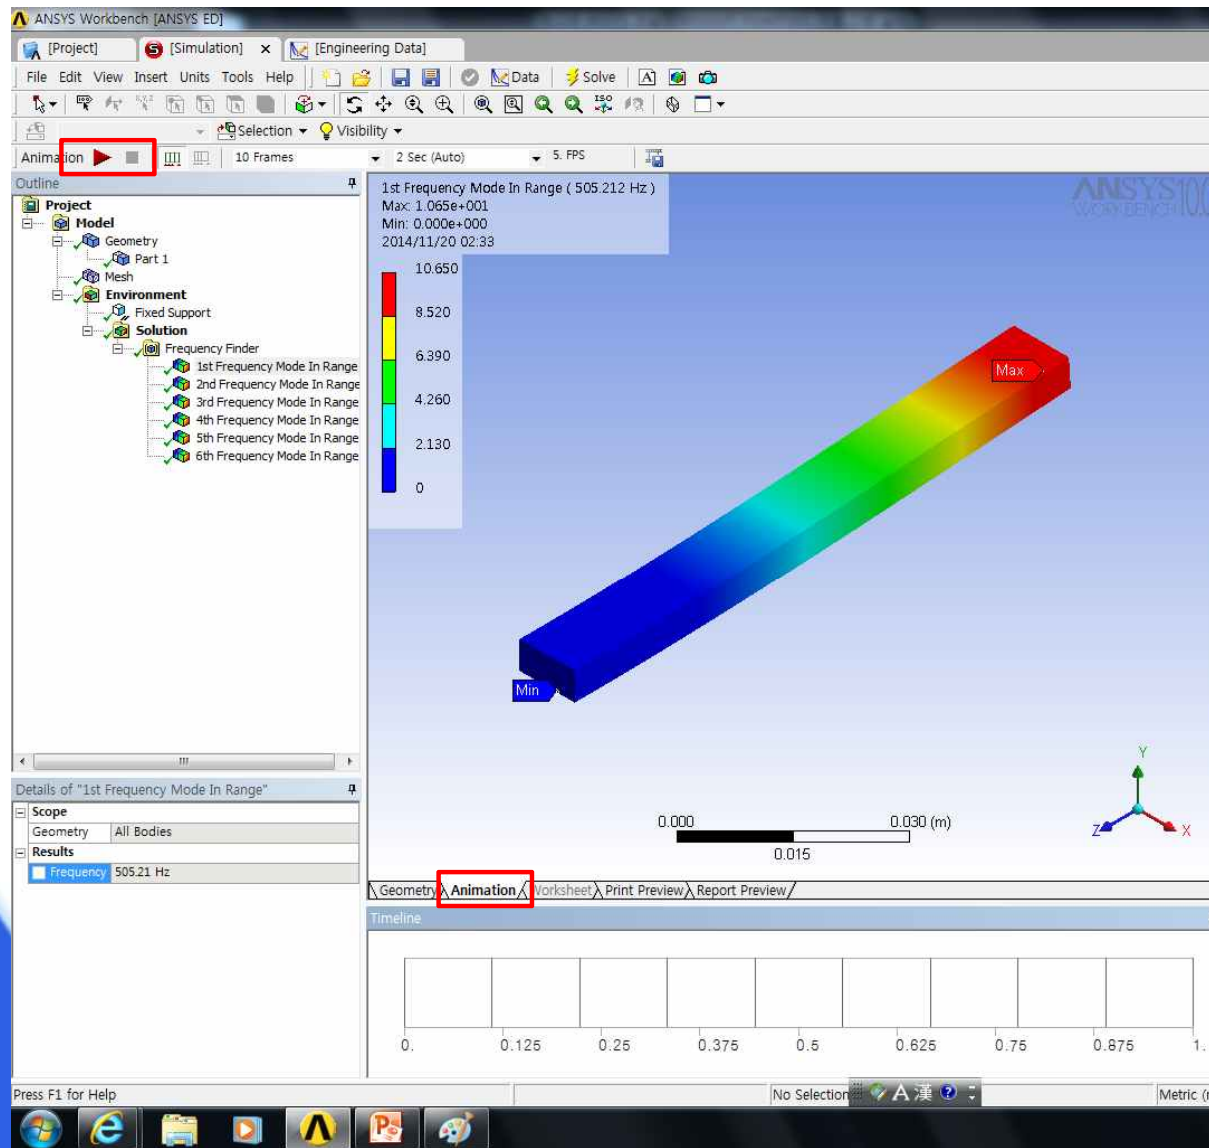 ANSYS Workbench [ANSYS ED]
[Project] [Simulation] [Engineering Data]
File Edit View Insert Units Tools Help Data Solve A
Selection Visibility
Animation 10 Frames 2 Sec (Auto) 5. FPS
Outline
Project
Model
Geometry
Part 1
Mesh
Environment
Fixed Support
Solution
Frequency Finder
1st Frequency Mode In Range
2nd Frequency Mode In Range
3rd Frequency Mode In Range
4th Frequency Mode In Range
5th Frequency Mode In Range
6th Frequency Mode In Range
1st Frequency Mode In Range ( 505.212 Hz )
Max: 1.065e+001
Min: 0.000e+000
2014/11/20 02:33
10.650
8.520
6.390
4.260
2.130
0
ANSYS 10.0
WORKBENCH
Max
Min
Y
Z X
0.000 0.030 (m)
0.015
Details of "1st Frequency Mode In Range"
Scope
Geometry All Bodies
Results
Frequency 505.21 Hz
Geometry Animation Worksheet Print Preview Report Preview
Timeline
0. 0.125 0.25 0.375 0.5 0.625 0.75 0.875 1.
Press F1 for Help No Selection A 漢 Metric (